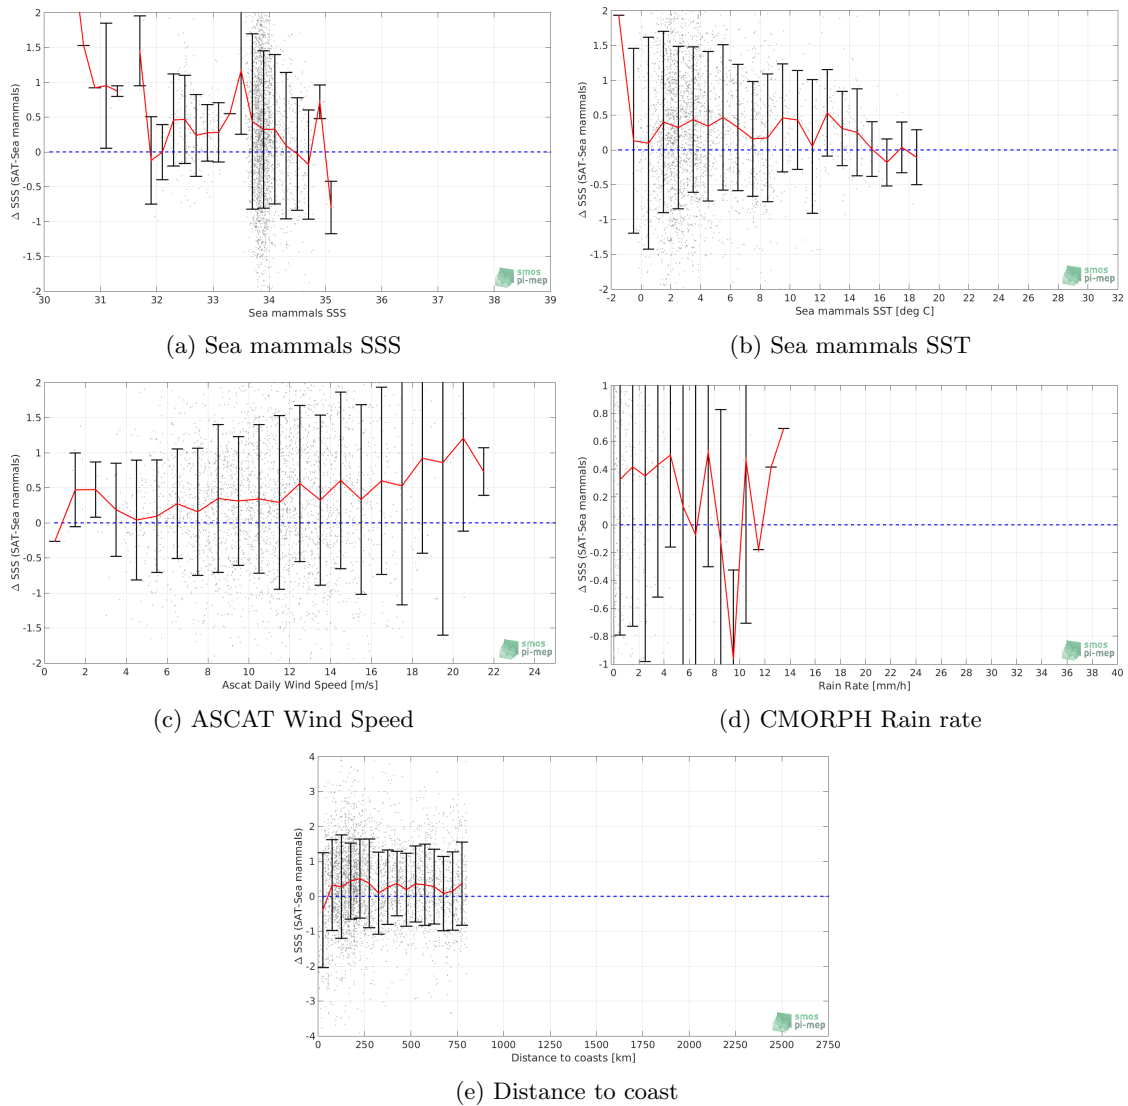 2
1.5
1
0.5
0
-0.5
-1
-1.5
-2
Δ SSS (SAT-Sea mammals)
30 31 32 33 34 35 36 37 38 39
Sea mammals SSS
smos
pi-mep
(a) Sea mammals SSS
2
1.5
1
0.5
0
-0.5
-1
-1.5
-2
Δ SSS (SAT-Sea mammals)
-2 0 2 4 6 8 10 12 14 16 18 20 22 24 26 28 30 32
Sea mammals SST [deg C]
smos
pi-mep
(b) Sea mammals SST
2
1.5
1
0.5
0
-0.5
-1
-1.5
-2
Δ SSS (SAT-Sea mammals)
0 2 4 6 8 10 12 14 16 18 20 22 24
Ascat Daily Wind Speed [m/s]
smos
pi-mep
(c) ASCAT Wind Speed
1
0.8
0.6
0.4
0.2
0
-0.2
-0.4
-0.6
-0.8
-1
Δ SSS (SAT-Sea mammals)
0 2 4 6 8 10 12 14 16 18 20 22 24 26 28 30 32 34 36 38 40
Rain Rate [mm/h]
smos
pi-mep
(d) CMORPH Rain rate
4
3
2
1
0
-1
-2
-3
-4
Δ SSS (SAT-Sea mammals)
0 250 500 750 1000 1250 1500 1750 2000 2250 2500 2750
Distance to coasts [km]
smos
pi-mep
(e) Distance to coast